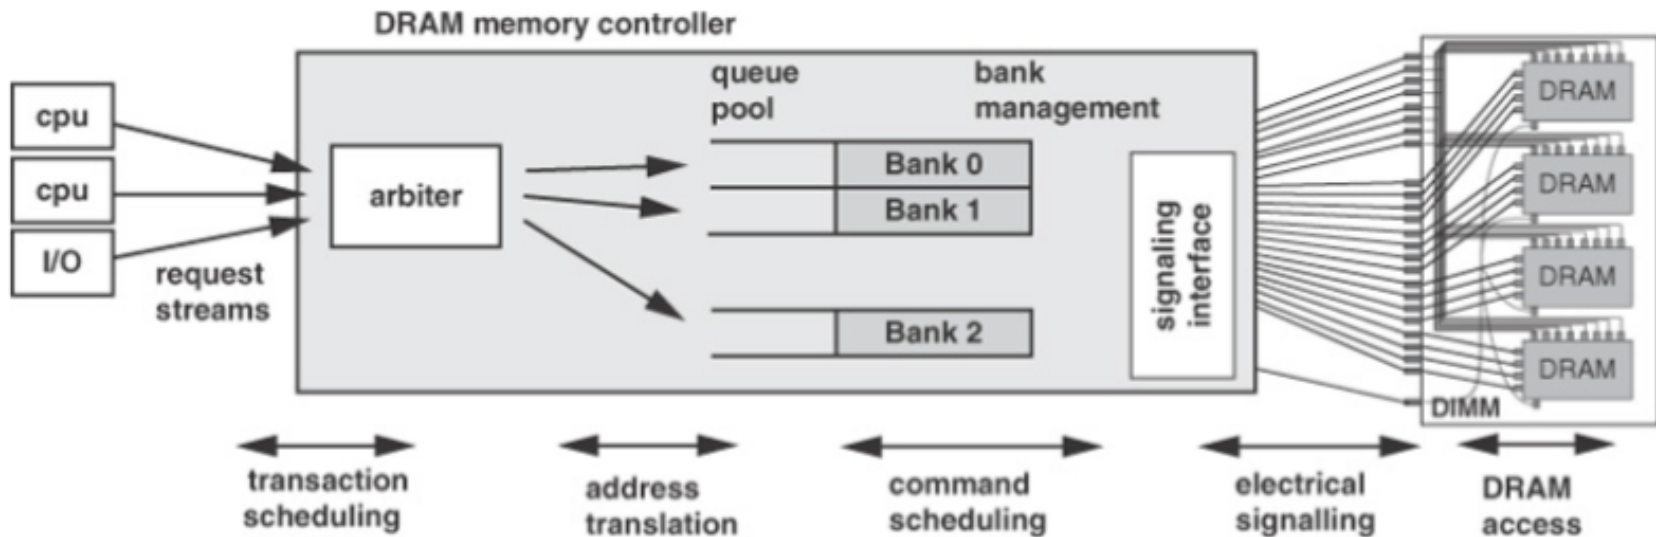 DRAM memory controller
cpu
cpu
I/O
request
streams
arbiter
queue
pool
bank
management
Bank 0
Bank 1
Bank 2
signaling
interface
DRAM
DRAM
DRAM
DRAM
DIMM
transaction
scheduling
address
translation
command
scheduling
electrical
signalling
DRAM
access